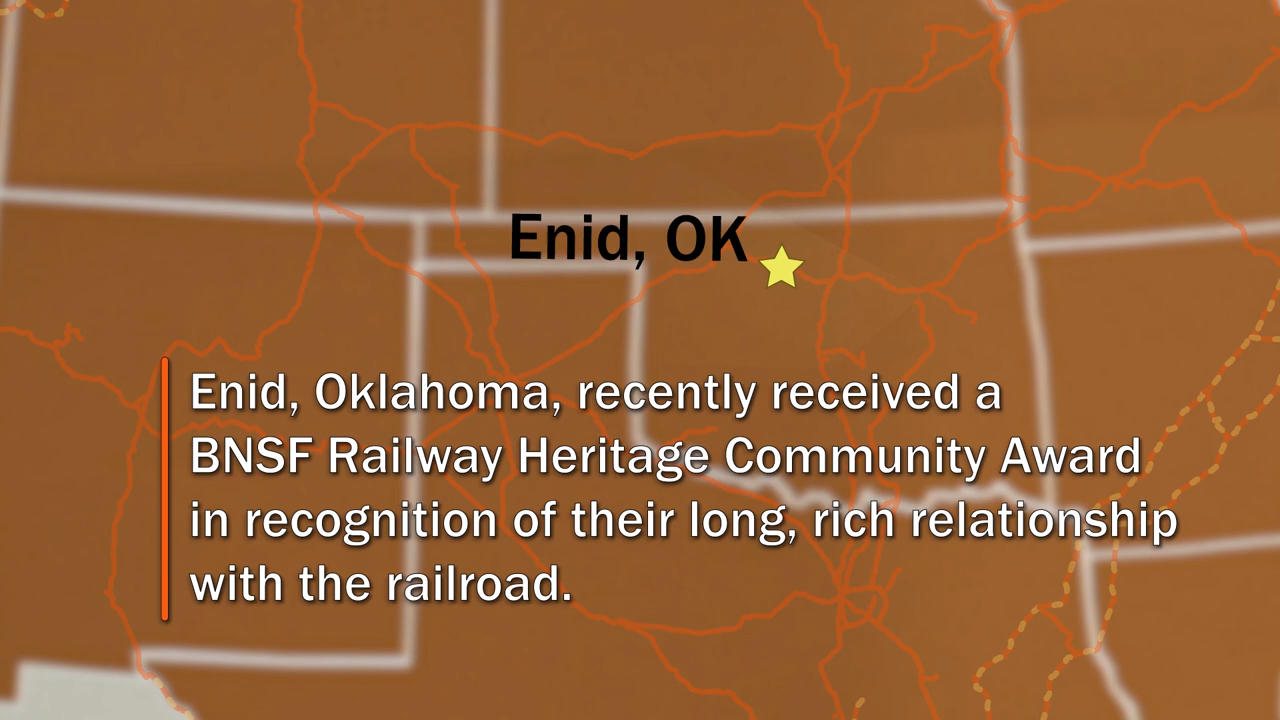 Enid, OK
Enid, Oklahoma, recently received a
BNSF Railway Heritage Community Award
in recognition of their long, rich relationship
with the railroad.